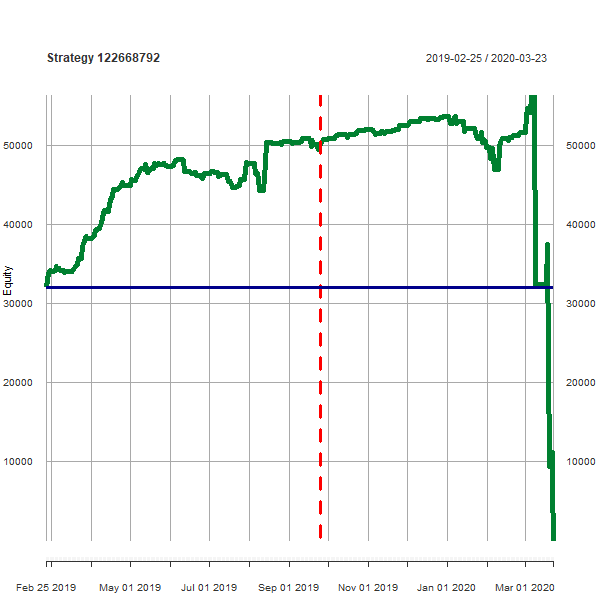 Strategy 122668792
2019-02-25 / 2020-03-23
50000
50000
40000
40000
Equity
30000
30000
20000
20000
10000
10000
Feb 25 2019
May 01 2019
Jul 01 2019
Sep 01 2019
Nov 01 2019
Jan 01 2020
Mar 01 2020